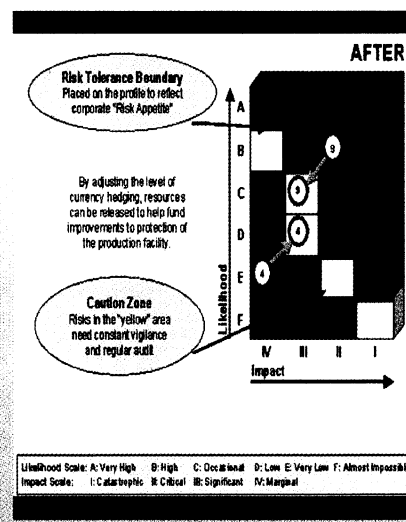 AFTER
Risk Tolerance Boundary
Placed on the profile to reflect
corporate "Risk Appetite"
By adjusting the level of
currency hedging, resources
can be released to help fund
improvements to protection of
the production facility.
Caution Zone
Risks in the "yellow" area
need constant vigilance
and regular audit
Likelihood
A
B
C
D
E
F
9
9
4
4
IV III II I
Impact
Likelihood Scale: A: Very High B: High C: Occasional D: Low E: Very Low F: Almost Impossible
Impact Scale: I: Catastrophic II: Critical III: Significant IV: Marginal